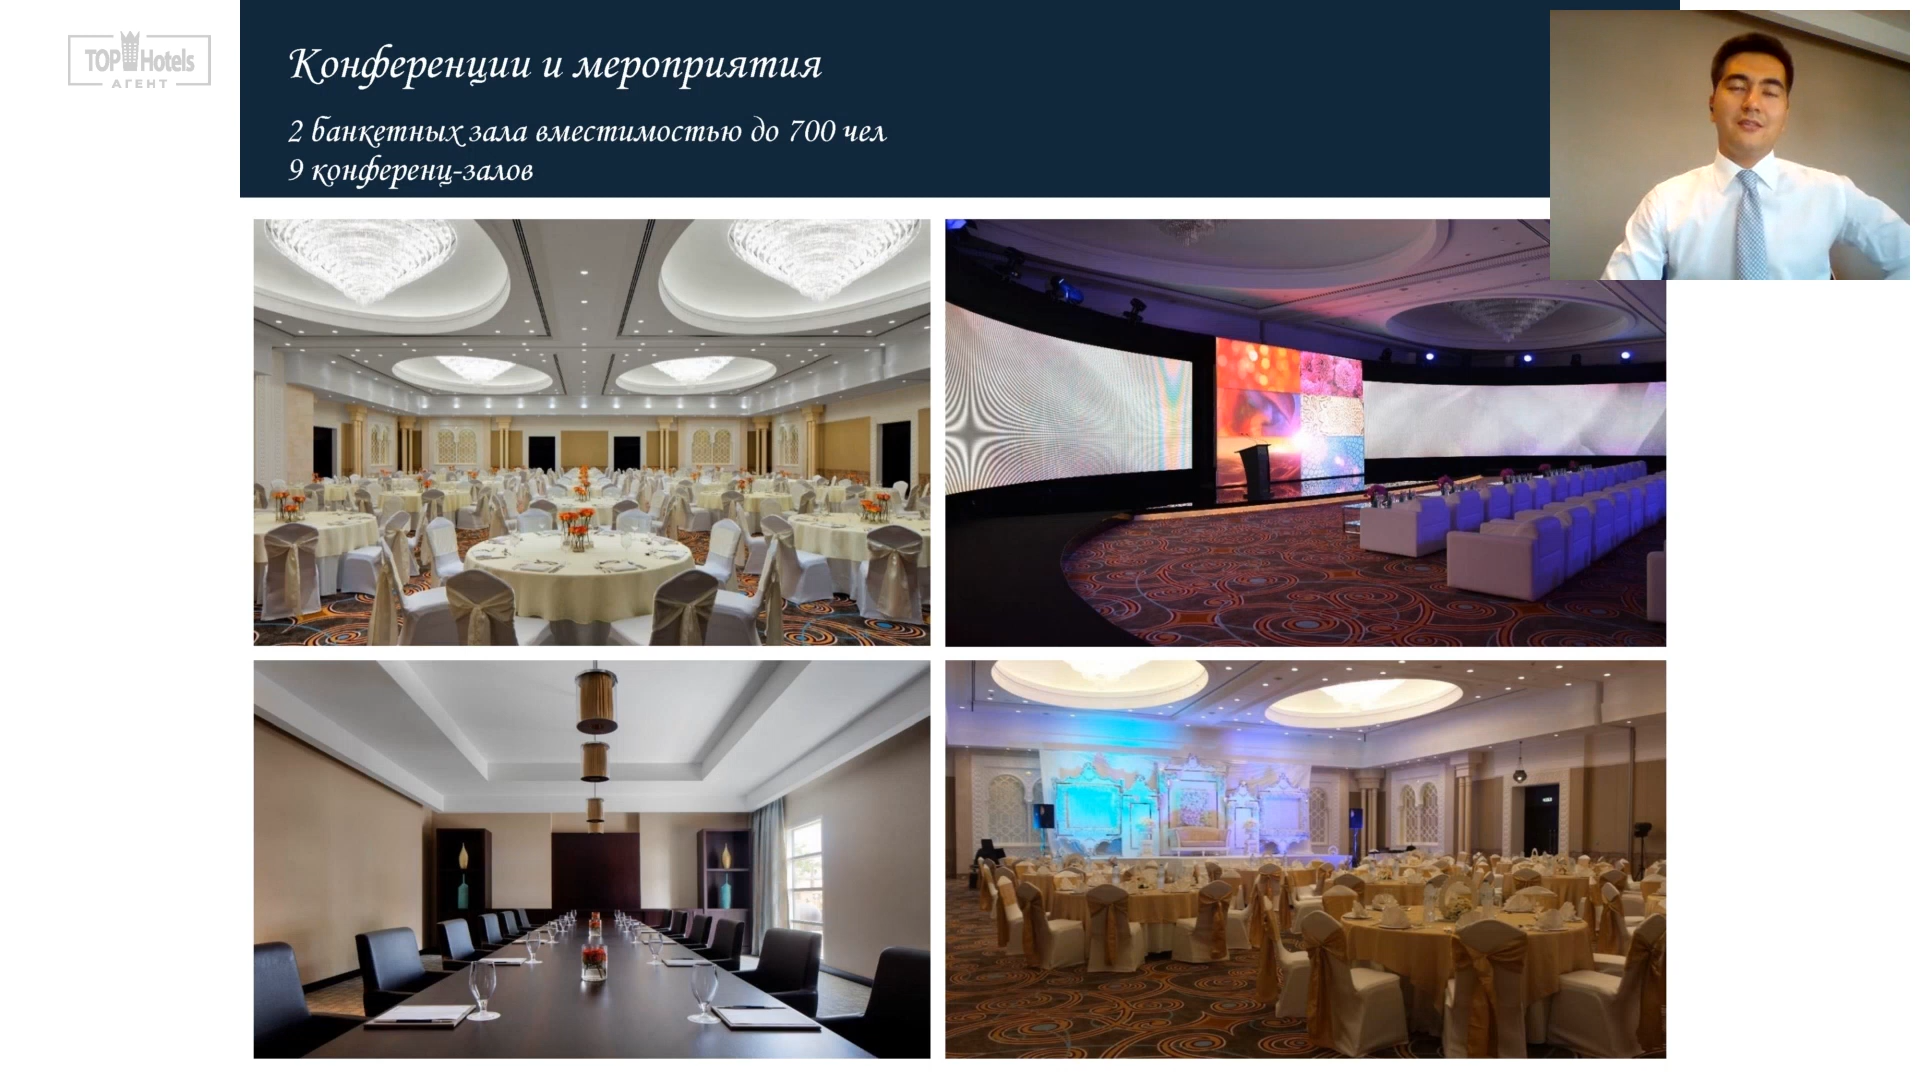 TOP Hotels
АГЕНТ
Конференции и мероприятия
2 банкетных зала вместимостью до 700 чел
9 конференц-залов